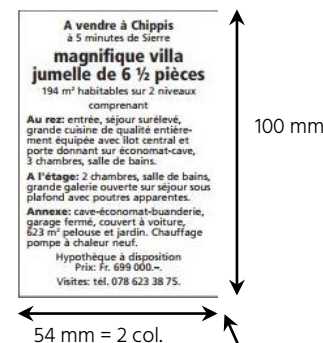 A vendre à Chippis
à 5 minutes de Sierre
magnifique villa
jumelle de 6 ½ pièces
194 m² habitables sur 2 niveaux
comprenant
Au rez: entrée, séjour surélevé,
grande cuisine de qualité entière-
ment équipée avec îlot central et
porte donnant sur économat-cave,
3 chambres, salle de bains.
A l'étage: 2 chambres, salle de bains,
grande galerie ouverte sur séjour sous
plafond avec poutres apparentes.
Annexe: cave-économat-buanderie,
garage fermé, couvert à voiture,
623 m² pelouse et jardin. Chauffage
pompe à chaleur neuf.
Hypothèque à disposition
Prix: Fr. 699 000.–.
Visites: tél. 078 623 38 75.
100 mm
54 mm = 2 col.